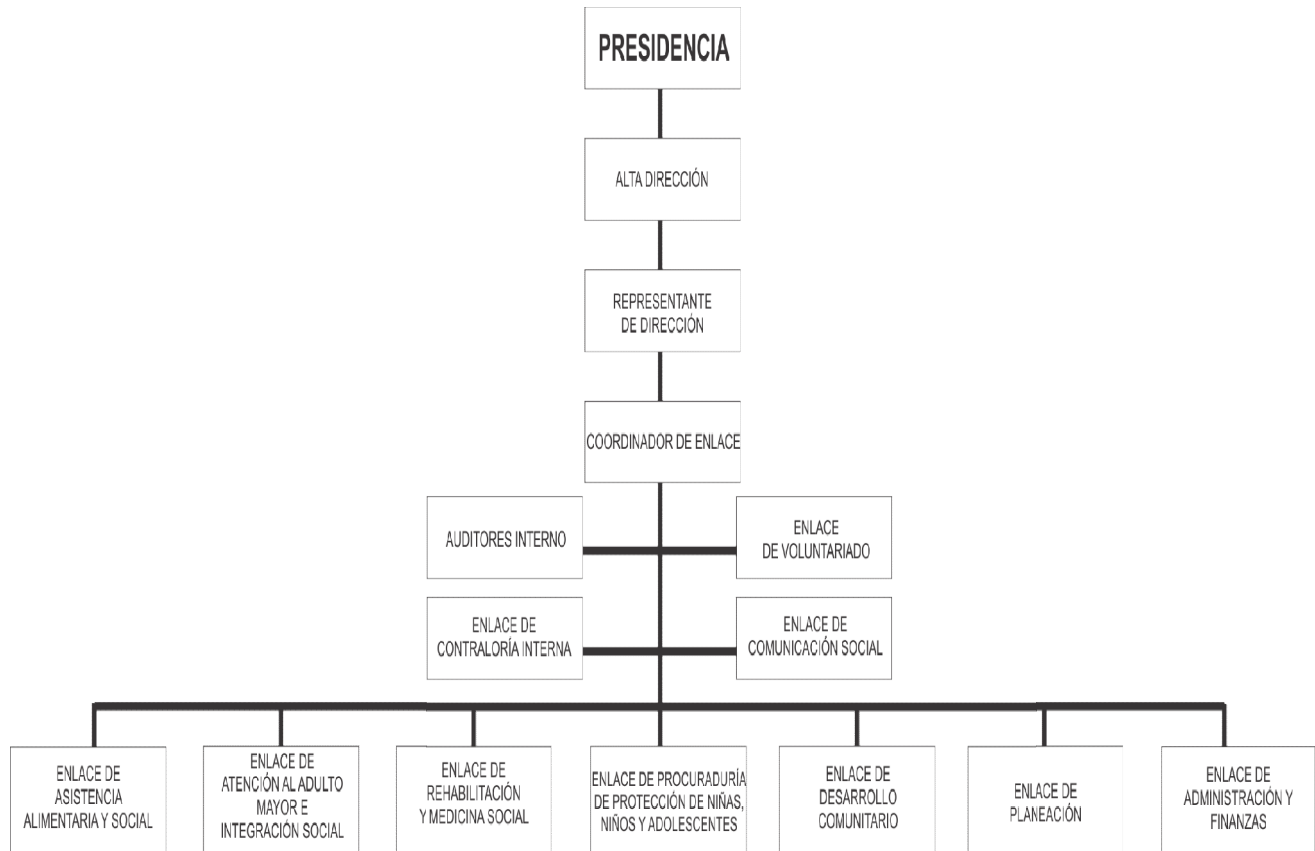 PRESIDENCIA
ALTA DIRECCIÓN
REPRESENTANTE
DE DIRECCIÓN
COORDINADOR DE ENLACE
AUDITORES INTERNO
ENLACE
DE VOLUNTARIADO
ENLACE DE
CONTRALORÍA INTERNA
ENLACE DE
COMUNICACIÓN SOCIAL
ENLACE DE
ASISTENCIA
ALIMENTARIA Y SOCIAL
ENLACE DE
ATENCIÓN AL ADULTO
MAYOR E
INTEGRACIÓN SOCIAL
ENLACE DE
REHABILITACIÓN
Y MEDICINA SOCIAL
ENLACE DE PROCURADURÍA
DE PROTECCIÓN DE NIÑAS,
NIÑOS Y ADOLESCENTES
ENLACE DE
DESARROLLO
COMUNITARIO
ENLACE DE
PLANEACIÓN
ENLACE DE
ADMINISTRACIÓN Y
FINANZAS